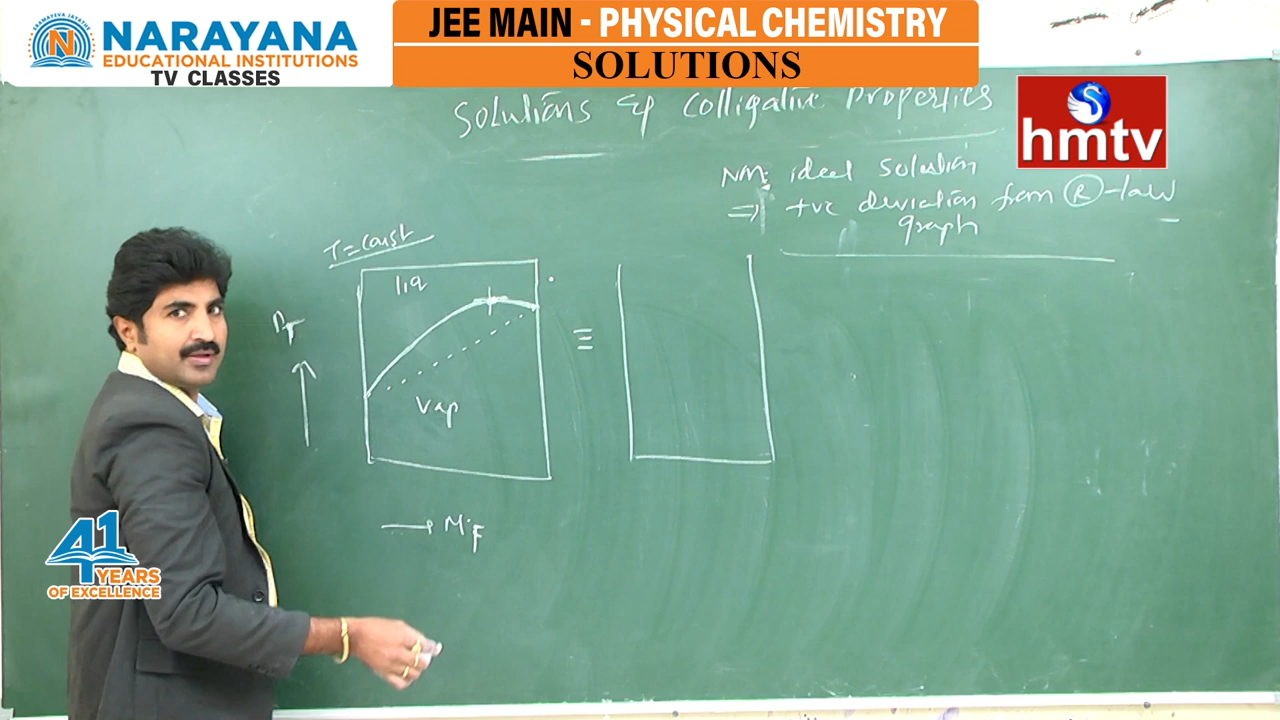 NARAYANA
EDUCATIONAL INSTITUTIONS
TV CLASSES
JEE MAIN - PHYSICAL CHEMISTRY
SOLUTIONS
hmtv
Solutions & Colligative Properties
ideal solution
⇒ +ve deviation from R-law
graph
T = const
liq
PT
≡
Vap
→ M.F
41
YEARS
OF EXCELLENCE